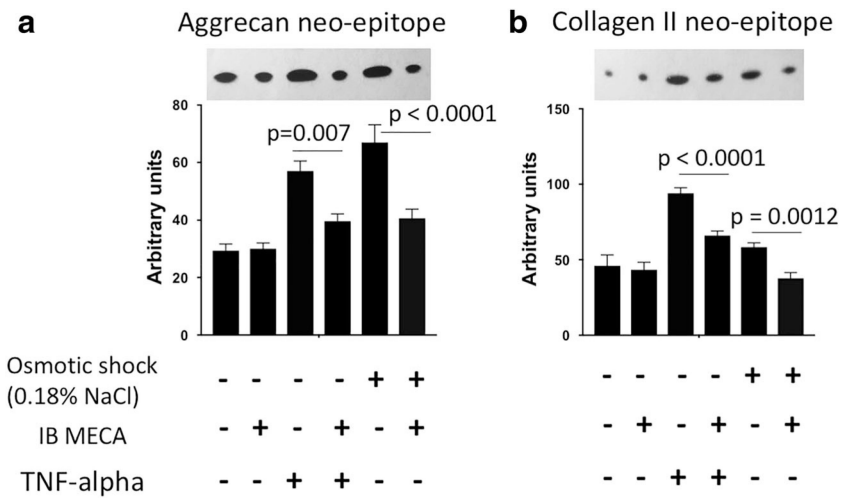 a Aggrecan neo-epitope
80
60
40
20
0
Arbitrary units
p=0.007
p < 0.0001
b Collagen II neo-epitope
150
100
50
0
Arbitrary units
p < 0.0001
p = 0.0012
Osmotic shock
(0.18% NaCl)
- - - - + +
- - - - + +
IB MECA
- + - + - +
- + - + - +
TNF-alpha
- - + + - -
- - + + - -